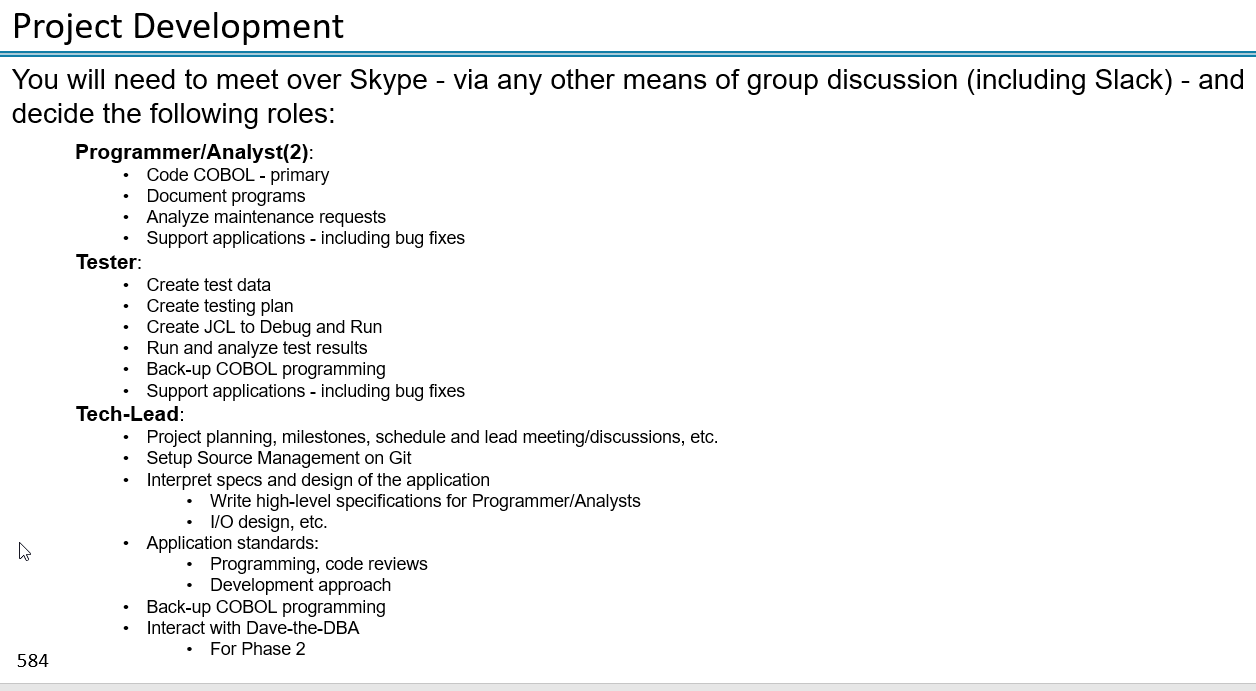 Project Development
You will need to meet over Skype - via any other means of group discussion (including Slack) - and
decide the following roles:
Programmer/Analyst(2):
• Code COBOL - primary
• Document programs
• Analyze maintenance requests
• Support applications - including bug fixes
Tester:
• Create test data
• Create testing plan
• Create JCL to Debug and Run
• Run and analyze test results
• Back-up COBOL programming
• Support applications - including bug fixes
Tech-Lead:
• Project planning, milestones, schedule and lead meeting/discussions, etc.
• Setup Source Management on Git
• Interpret specs and design of the application
• Write high-level specifications for Programmer/Analysts
• I/O design, etc.
• Application standards:
• Programming, code reviews
• Development approach
• Back-up COBOL programming
• Interact with Dave-the-DBA
• For Phase 2
584